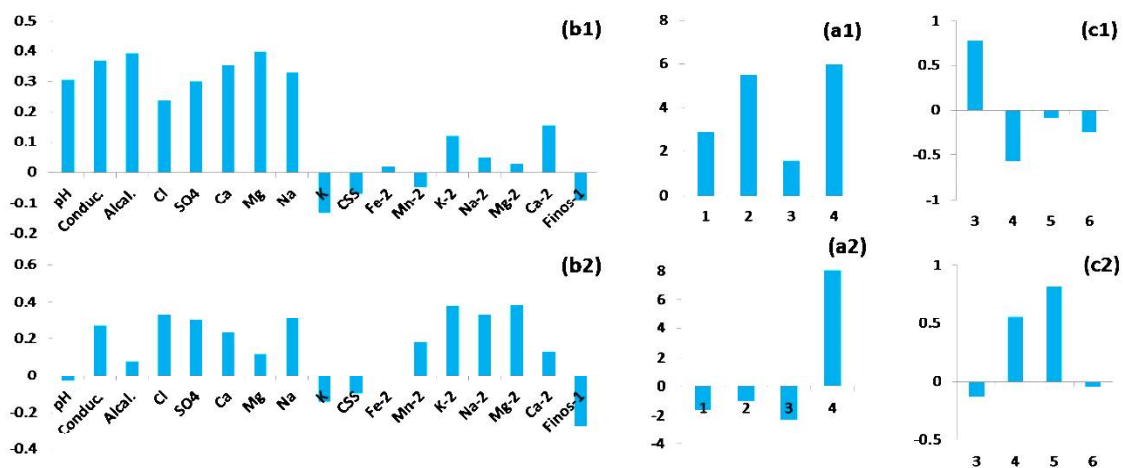 (b1)
0.5
0.4
0.3
0.2
0.1
0
-0.1
-0.2
pH
Conduc.
Alcal.
Cl
SO4
Ca
Mg
Na
K
CSS
Fe-2
Mn-2
K-2
Na-2
Mg-2
Ca-2
Finos-1
(a1)
8
6
4
2
0
1 2 3 4
(c1)
1
0.5
0
-0.5
-1
3 4 5 6
(b2)
0.6
0.4
0.2
0
-0.2
-0.4
pH
Conduc.
Alcal.
Cl
SO4
Ca
Mg
Na
K
CSS
Fe-2
Mn-2
K-2
Na-2
Mg-2
Ca-2
Finos-1
(a2)
8
6
4
2
0
-2
-4
1 2 3 4
(c2)
1
0.5
0
-0.5
3 4 5 6